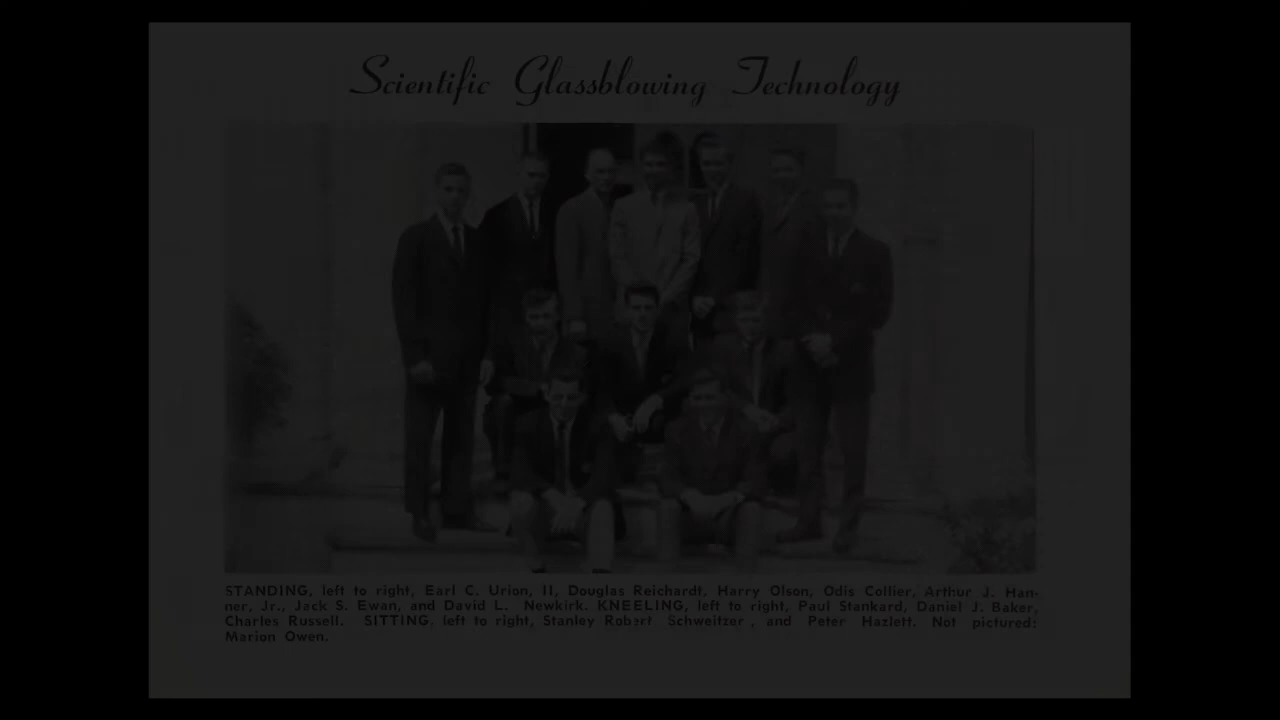 Scientific Glassblowing Technology
STANDING, left to right, Earl C. Urion, II, Douglas Reichardt, Harry Olson, Odis Collier, Arthur J. Han-
ner, Jr., Jack S. Ewan, and David L. Newkirk. KNEELING, left to right, Paul Stankard, Daniel J. Baker,
Charles Russell. SITTING, left to right, Stanley Robert Schweitzer , and Peter Hazlett. Not pictured:
Marion Owen.